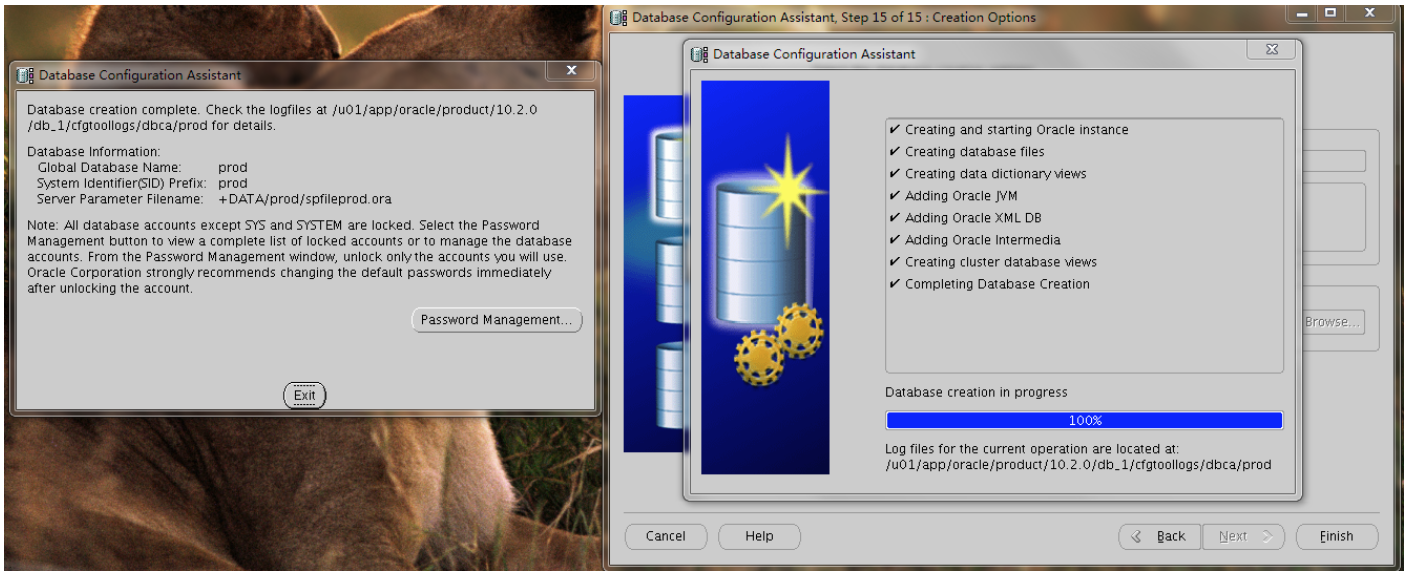 Database Configuration Assistant
Database creation complete. Check the logfiles at /u01/app/oracle/product/10.2.0
/db_1/cfgtoollogs/dbca/prod for details.
Database Information:
Global Database Name: prod
System Identifier(SID) Prefix: prod
Server Parameter Filename: +DATA/prod/spfileprod.ora
Note: All database accounts except SYS and SYSTEM are locked. Select the Password
Management button to view a complete list of locked accounts or to manage the database
accounts. From the Password Management window, unlock only the accounts you will use.
Oracle Corporation strongly recommends changing the default passwords immediately
after unlocking the account.
Password Management...
Exit
Database Configuration Assistant, Step 15 of 15 : Creation Options
Database Configuration Assistant
Creating and starting Oracle instance
Creating database files
Creating data dictionary views
Adding Oracle JVM
Adding Oracle XML DB
Adding Oracle Intermedia
Creating cluster database views
Completing Database Creation
Database creation in progress
100%
Log files for the current operation are located at:
/u01/app/oracle/product/10.2.0/db_1/cfgtoollogs/dbca/prod
Browse...
Cancel
Help
Back
Next
Finish